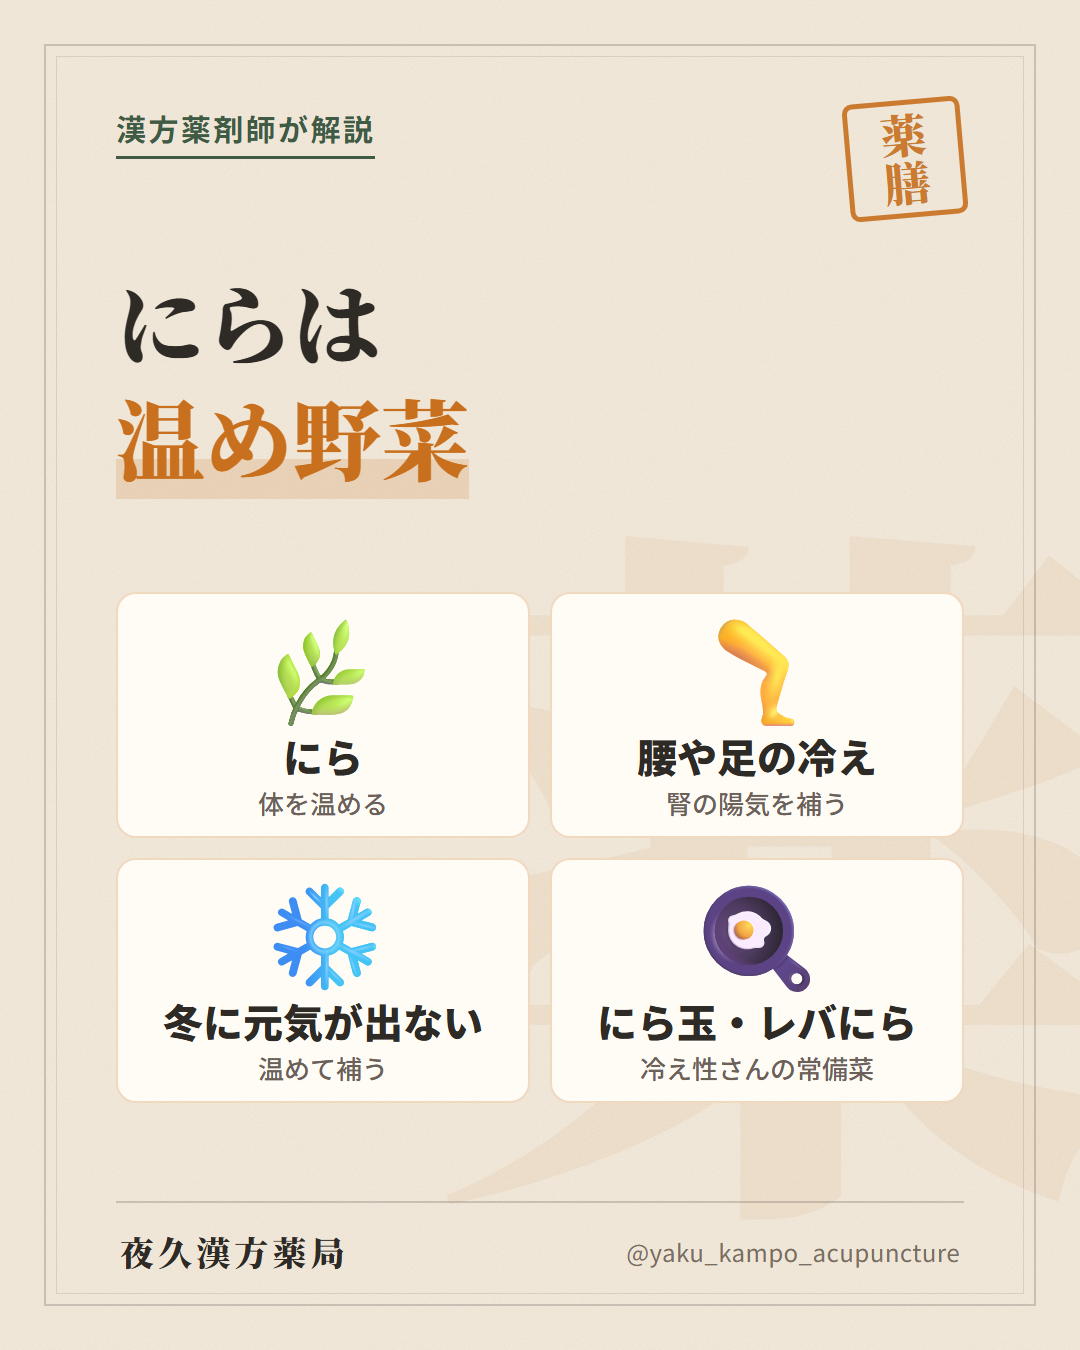 漢方薬剤師が解説
薬膳
にらは
温め野菜
にら
体を温める
腰や足の冷え
腎の陽気を補う
冬に元気が出ない
温めて補う
にら玉・レバにら
冷え性さんの常備菜
夜久漢方薬局
@yaku_kampo_acupuncture
薬